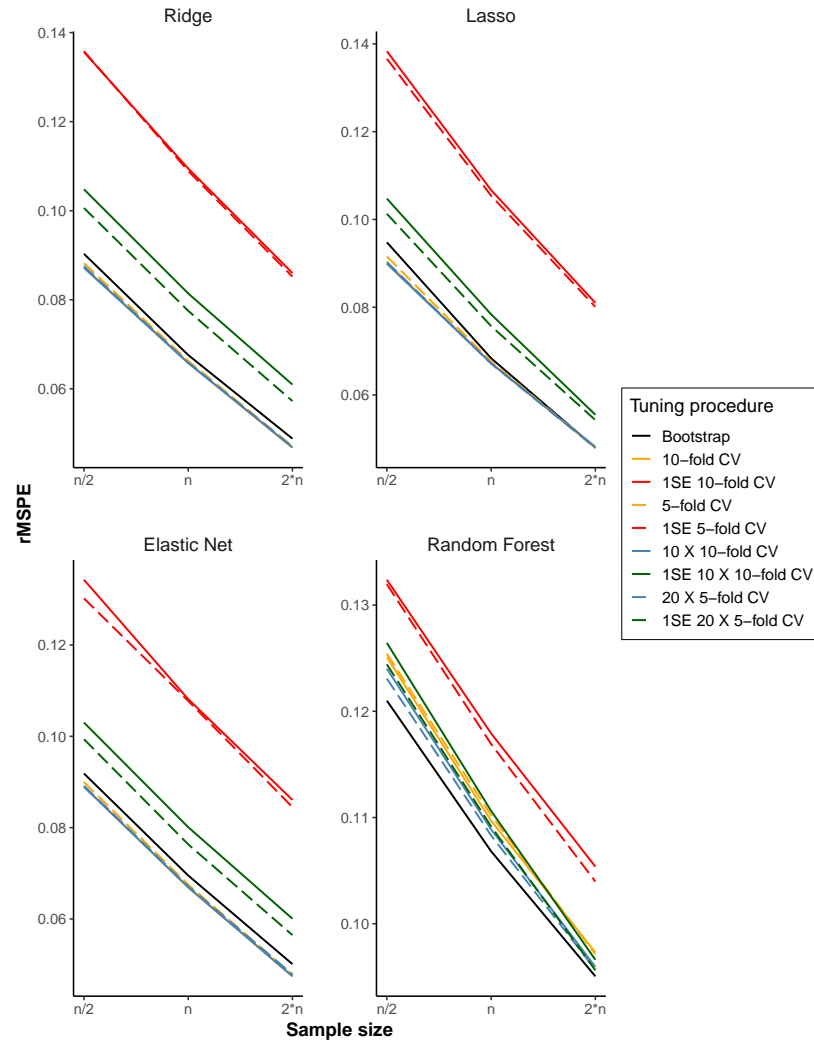 Ridge
Lasso
0.14
0.12
0.10
0.08
0.06
n/2
n
2*n
0.14
0.12
0.10
0.08
0.06
n/2
n
2*n
rMSPE
Elastic Net
Random Forest
0.12
0.10
0.08
0.06
n/2
n
2*n
0.13
0.12
0.11
0.10
n/2
n
2*n
Sample size
Tuning procedure
Bootstrap
10−fold CV
1SE 10−fold CV
5−fold CV
1SE 5−fold CV
10 X 10−fold CV
1SE 10 X 10−fold CV
20 X 5−fold CV
1SE 20 X 5−fold CV